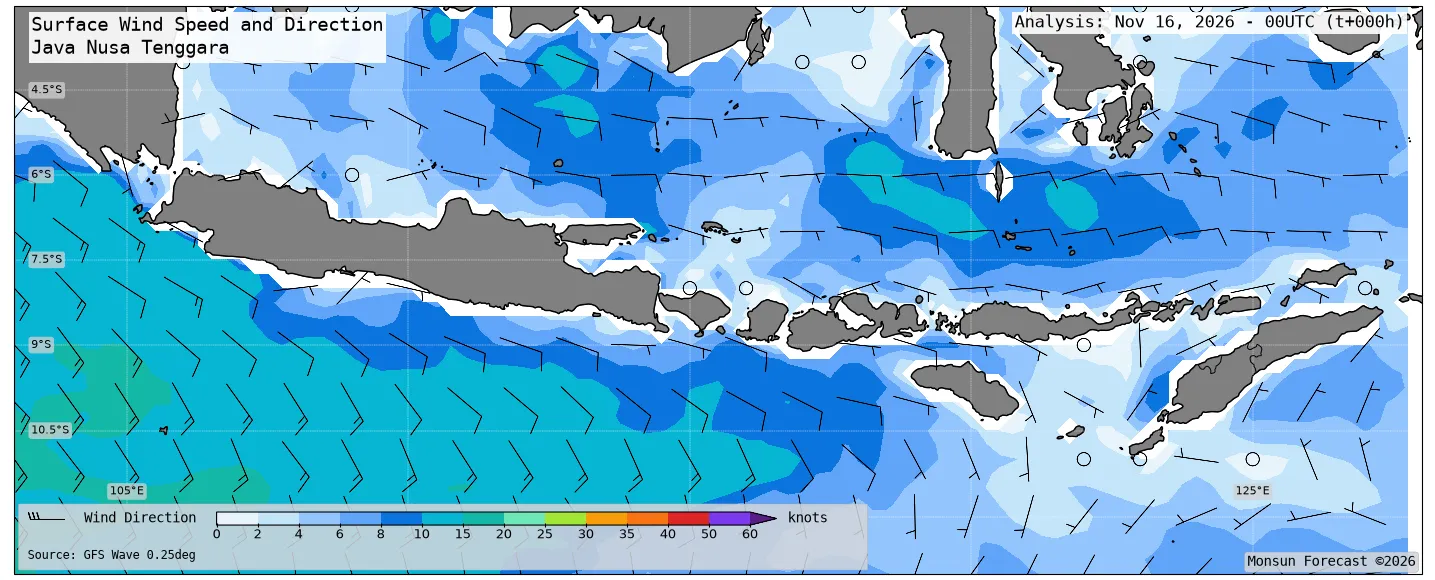 Surface Wind Speed and Direction
Java Nusa Tenggara
Analysis: Nov 16, 2026 - 00UTC (t+000h)
4.5°S
6°S
7.5°S
9°S
10.5°S
105°E
125°E
Wind Direction
0 2 4 6 8 10 15 20 25 30 35 40 50 60
knots
Source: GFS Wave 0.25deg
Monsun Forecast ©2026